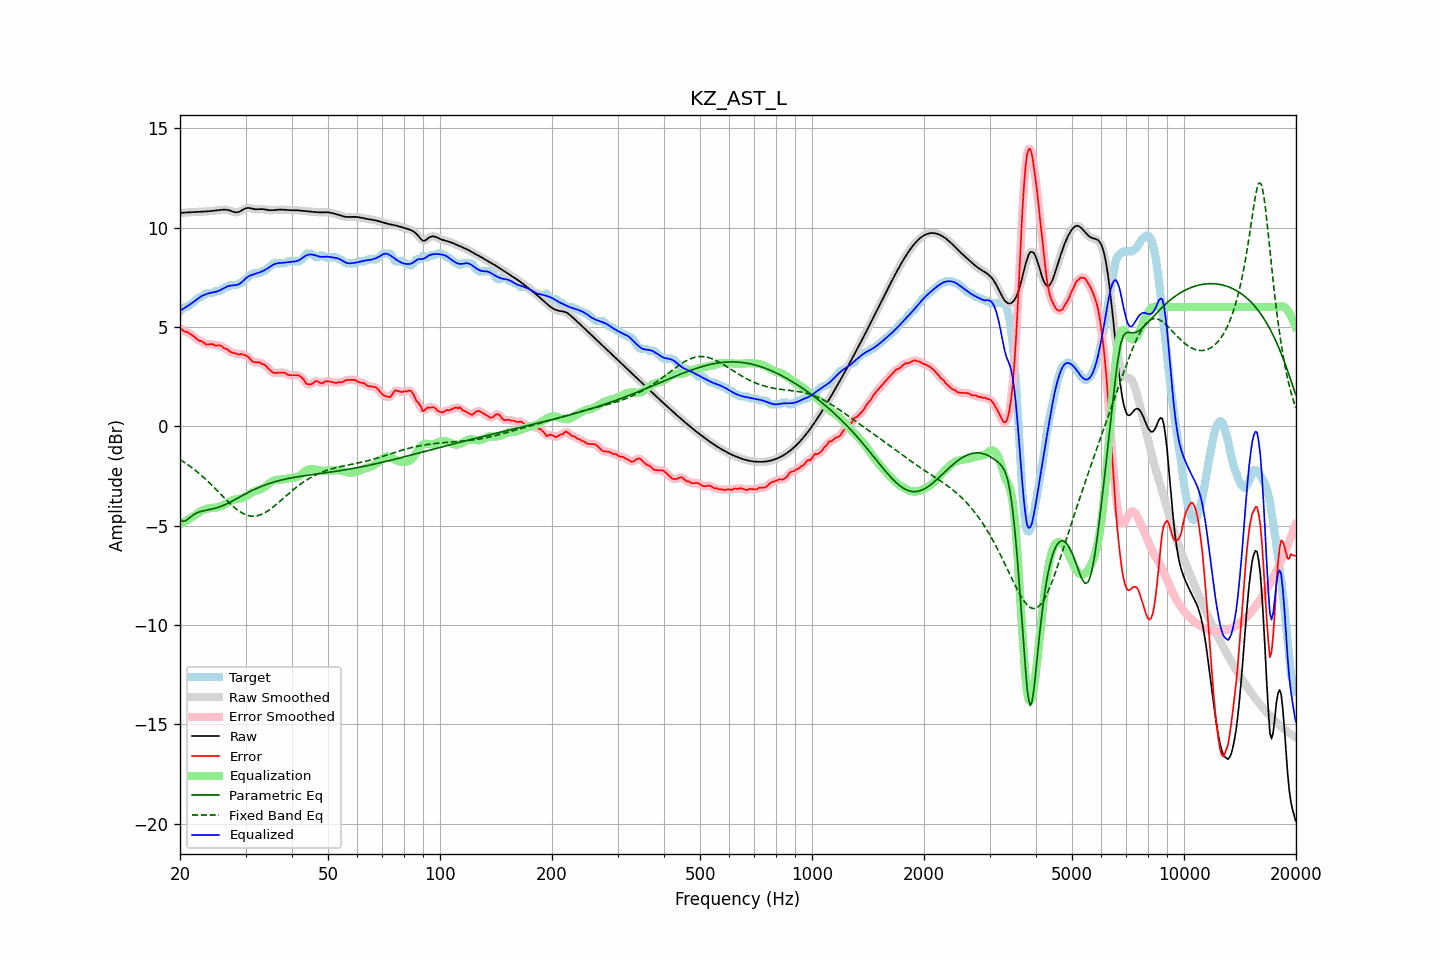 KZ_AST_L
Amplitude (dBr)
15
10
5
0
−5
−10
−15
−20
Target
Raw Smoothed
Error Smoothed
Raw
Error
Equalization
Parametric Eq
Fixed Band Eq
Equalized
20 50 100 200 500 1000 2000 5000 10000 20000
Frequency (Hz)